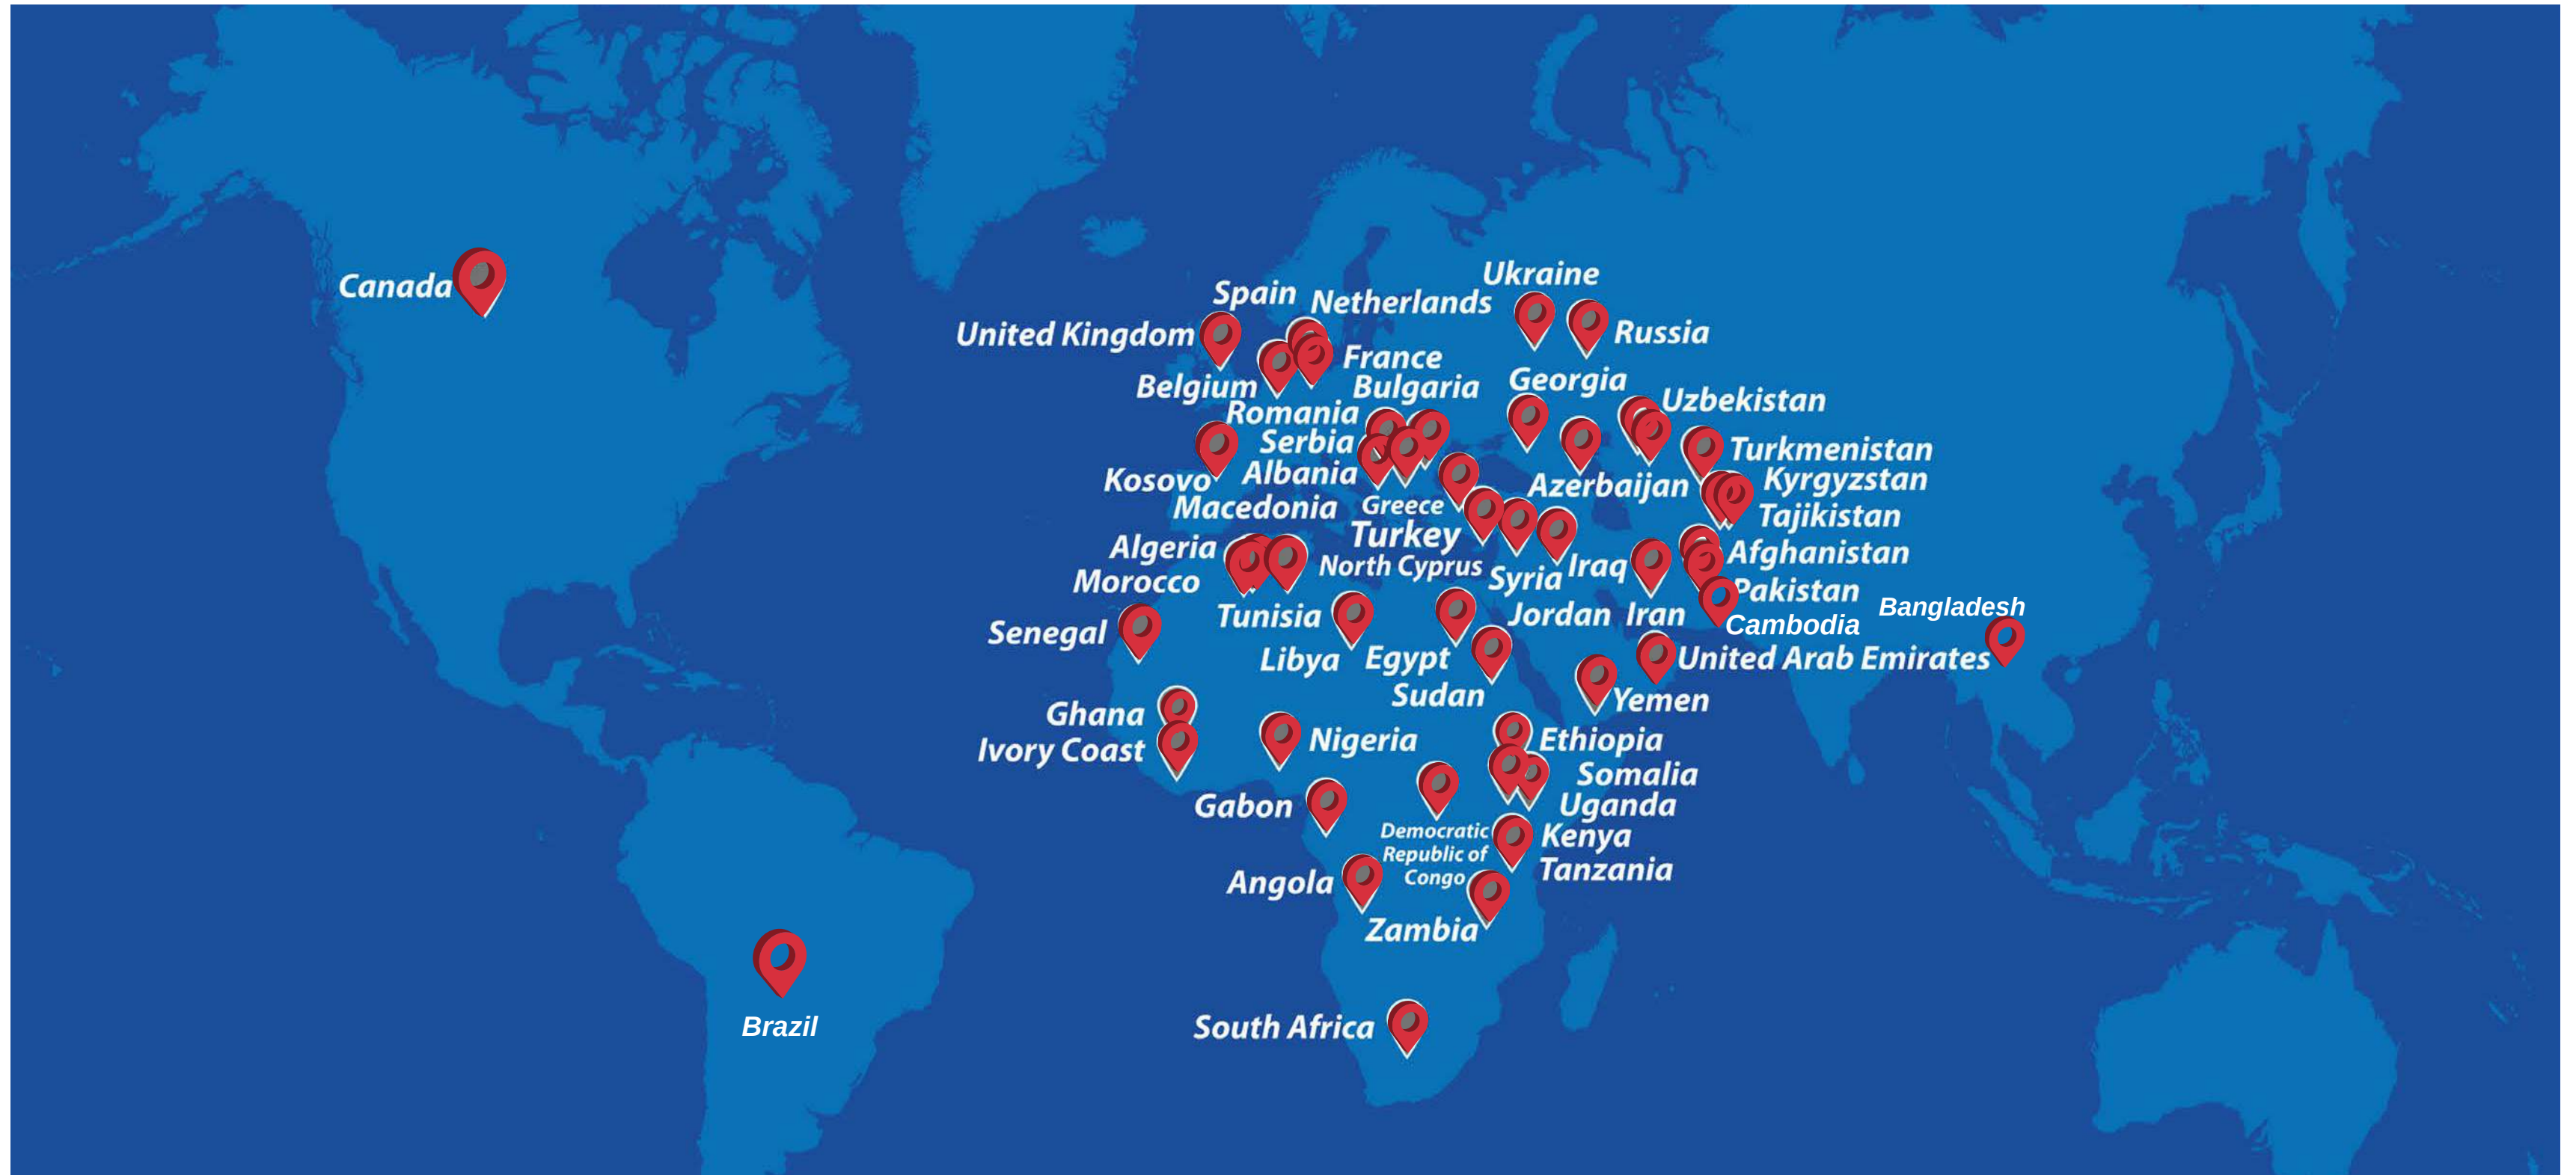 Canada
Ukraine
Spain
Netherlands
United Kingdom
Russia
France
Belgium
Bulgaria
Georgia
Uzbekistan
Romania
Serbia
Turkmenistan
Albania
Kosovo
Azerbaijan
Kyrgyzstan
Macedonia
Greece
Tajikistan
Turkey
Algeria
Afghanistan
North Cyprus
Iraq
Syria
Morocco
Pakistan
Bangladesh
Tunisia
Jordan
Iran
Cambodia
Senegal
Libya
Egypt
United Arab Emirates
Sudan
Yemen
Ghana
Nigeria
Ethiopia
Ivory Coast
Somalia
Gabon
Uganda
Democratic
Republic of
Congo
Kenya
Tanzania
Angola
Zambia
South Africa
Brazil